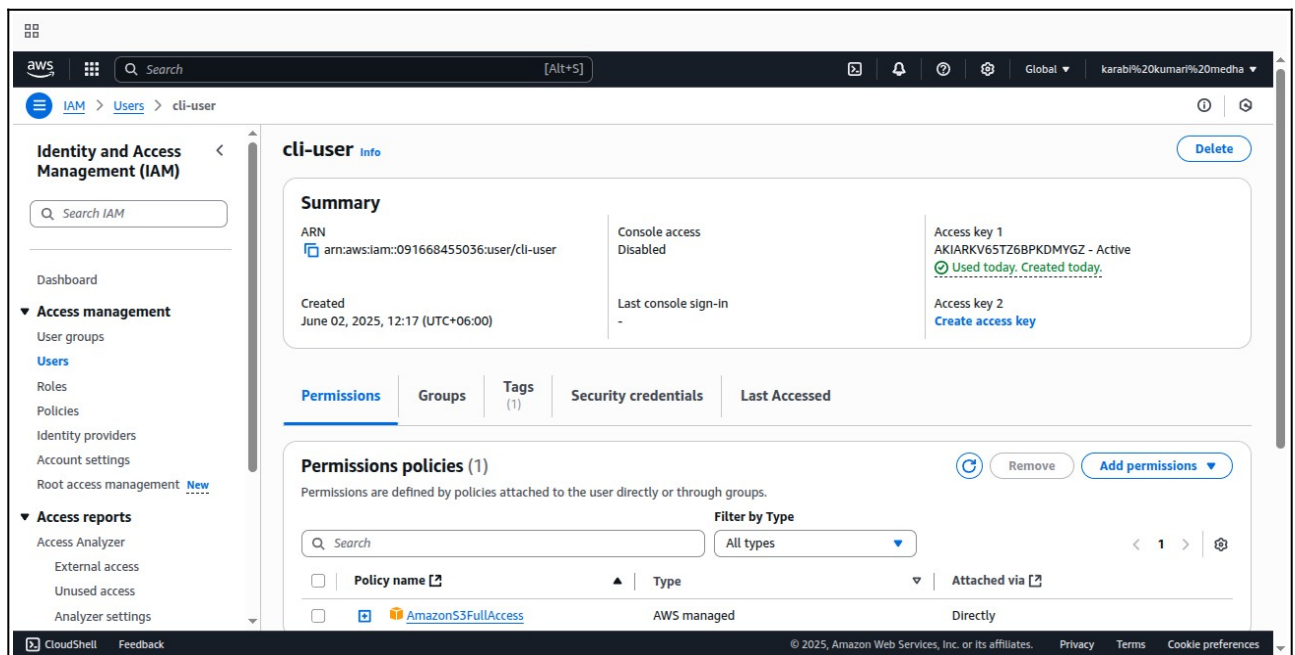 aws
Search [Alt+S]
Global karabi%20kumari%20medha
IAM > Users > cli-user
Identity and Access
Management (IAM)
Search IAM
Dashboard
Access management
User groups
Users
Roles
Policies
Identity providers
Account settings
Root access management New
Access reports
Access Analyzer
External access
Unused access
Analyzer settings
cli-user Info
Delete
Summary
ARN
arn:aws:iam::091668455036:user/cli-user
Created
June 02, 2025, 12:17 (UTC+06:00)
Console access
Disabled
Last console sign-in
-
Access key 1
AKIARKV65TZ6BPKDMYGZ - Active
Used today. Created today.
Access key 2
Create access key
Permissions Groups Tags (1) Security credentials Last Accessed
Permissions policies (1)
Remove Add permissions
Permissions are defined by policies attached to the user directly or through groups.
Filter by Type
Search All types < 1 >
Policy name Type Attached via
AmazonS3FullAccess AWS managed Directly
CloudShell Feedback © 2025, Amazon Web Services, Inc. or its affiliates. Privacy Terms Cookie preferences